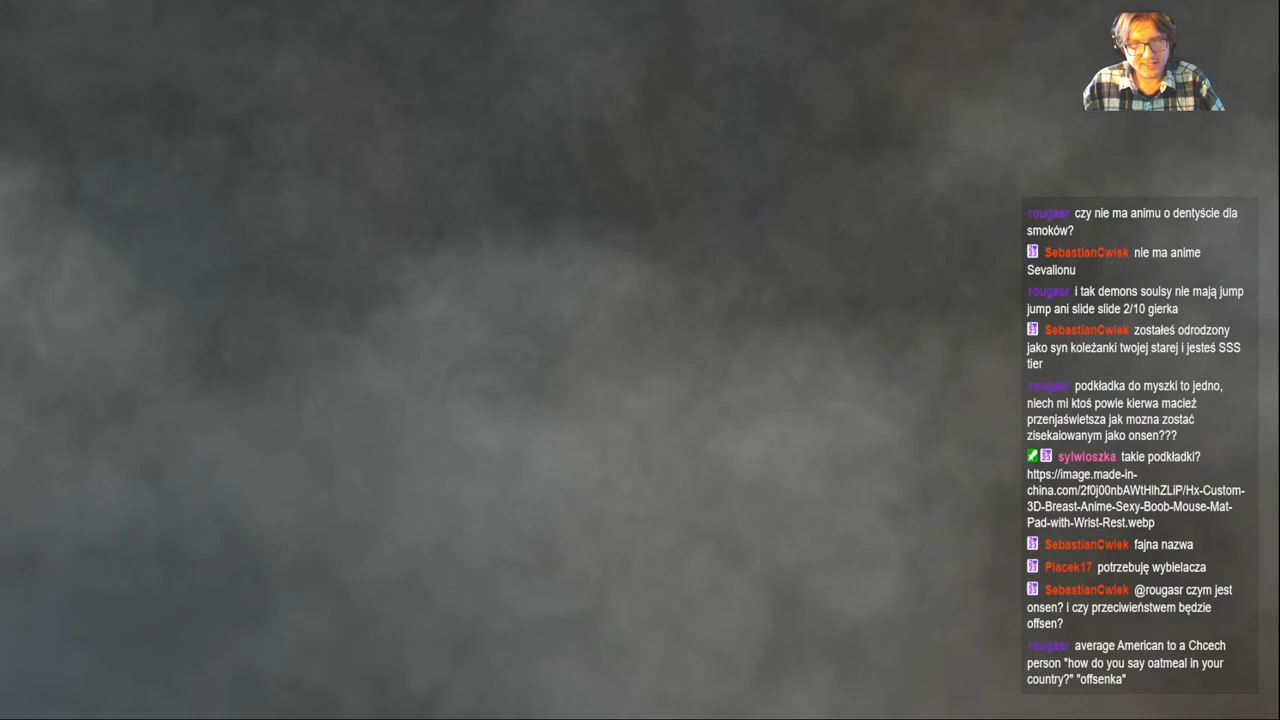 rougasr czy nie ma animu o dentyście dla
smoków?
SebastianCwiek nie ma anime
Sevalionu
rougasr i tak demons soulsy nie mają jump
jump ani slide slide 2/10 gierka
SebastianCwiek zostałeś odrodzony
jako syn koleżanki twojej starej i jesteś SSS
tier
rougasr podkładka do myszki to jedno,
niech mi ktoś powie kierwa macież
przenjaświetsza jak mozna zostać
zisekaiowanym jako onsen???
sylwioszka takie podkładki?
https://image.made-in-
china.com/2f0j00nbAWtHlhZLiP/Hx-Custom-
3D-Breast-Anime-Sexy-Boob-Mouse-Mat-
Pad-with-Wrist-Rest.webp
SebastianCwiek fajna nazwa
Placek17 potrzebuję wybielacza
SebastianCwiek @rougasr czym jest
onsen? i czy przeciwieństwem będzie
offsen?
rougasr average American to a Chcech
person "how do you say oatmeal in your
country?" "offsenka"